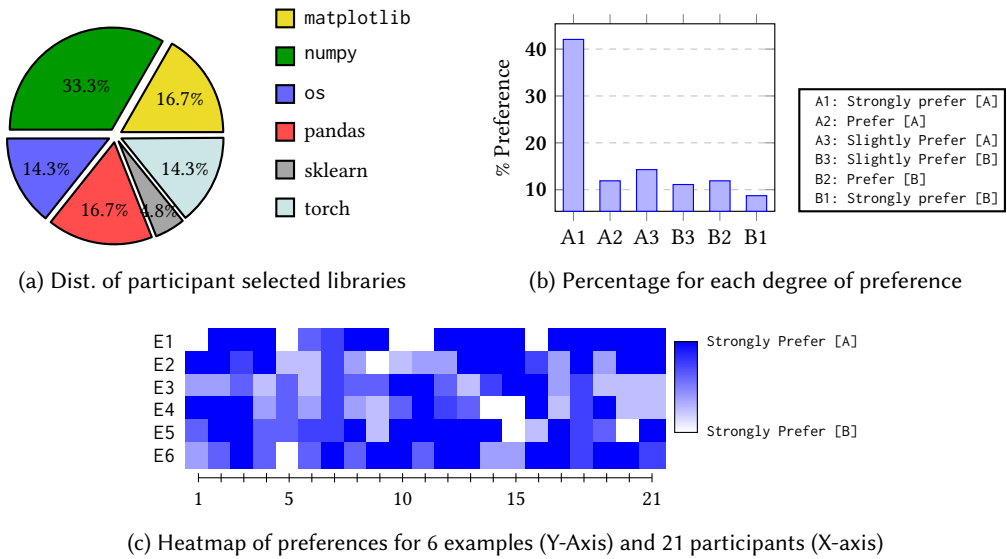 matplotlib
numpy
os
pandas
sklearn
torch
33.3%
16.7%
14.3%
14.3%
16.7%
4.8%
(a) Dist. of participant selected libraries
% Preference
40
30
20
10
A1 A2 A3 B3 B2 B1
A1: Strongly prefer [A]
A2: Prefer [A]
A3: Slightly Prefer [A]
B3: Slightly Prefer [B]
B2: Prefer [B]
B1: Strongly prefer [B]
(b) Percentage for each degree of preference
E1
E2
E3
E4
E5
E6
1 5 10 15 21
Strongly Prefer [A]
Strongly Prefer [B]
(c) Heatmap of preferences for 6 examples (Y-Axis) and 21 participants (X-axis)